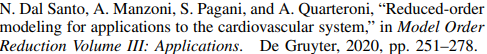 N. Dal Santo, A. Manzoni, S. Pagani, and A. Quarteroni, “Reduced-order
modeling for applications to the cardiovascular system,” in Model Order
Reduction Volume III: Applications. De Gruyter, 2020, pp. 251–278.